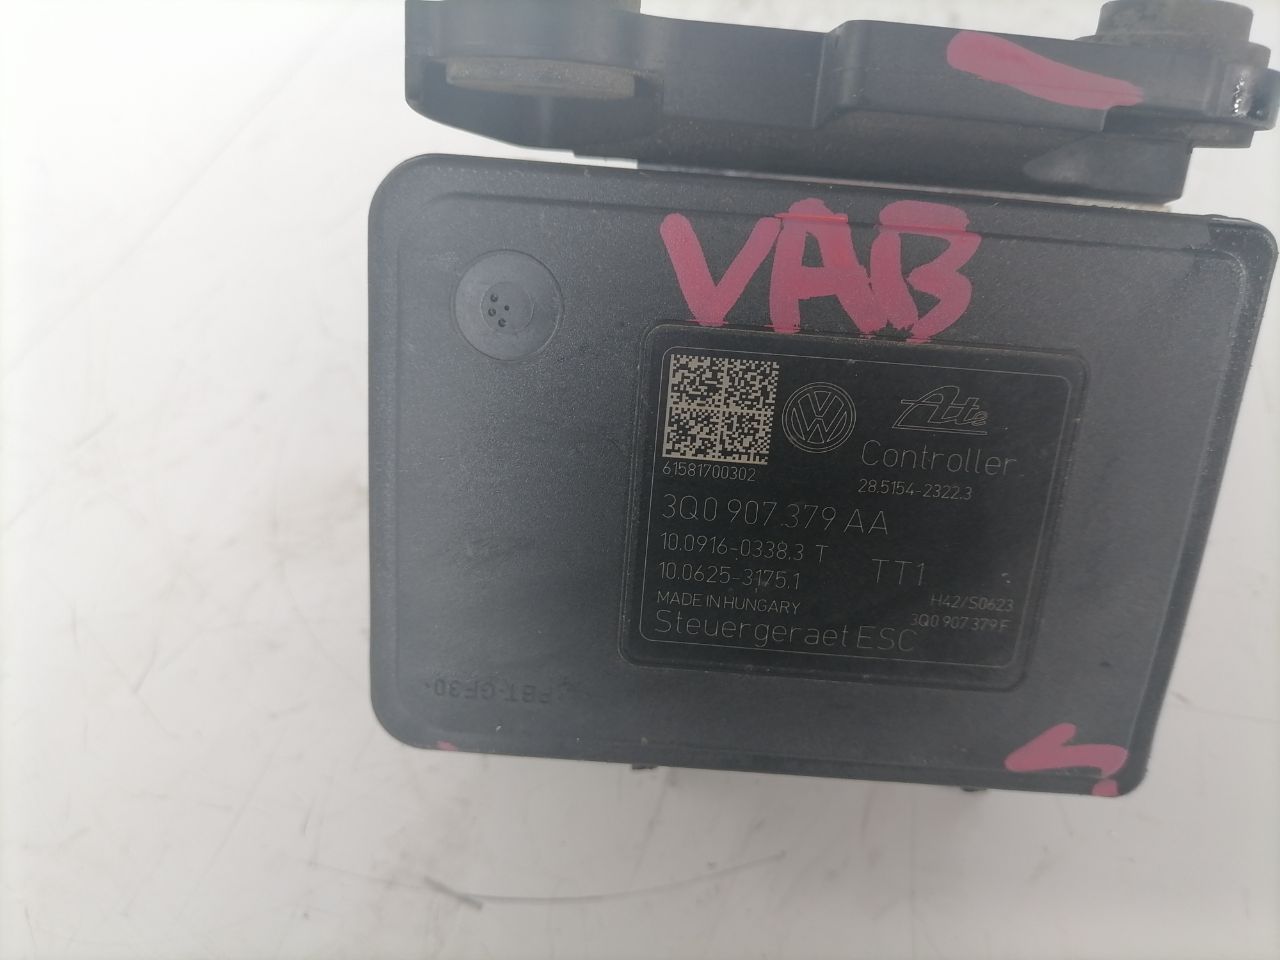 VAB
Ate
Controller
28.5154-2322.3
61581700302
3Q0 907.379 AA
10.0916-0338.3 T
TT1
10.0625-3175.1
H42/S0623
MADE IN HUNGARY
3Q0 907 379 F
Steuergeraet ESC